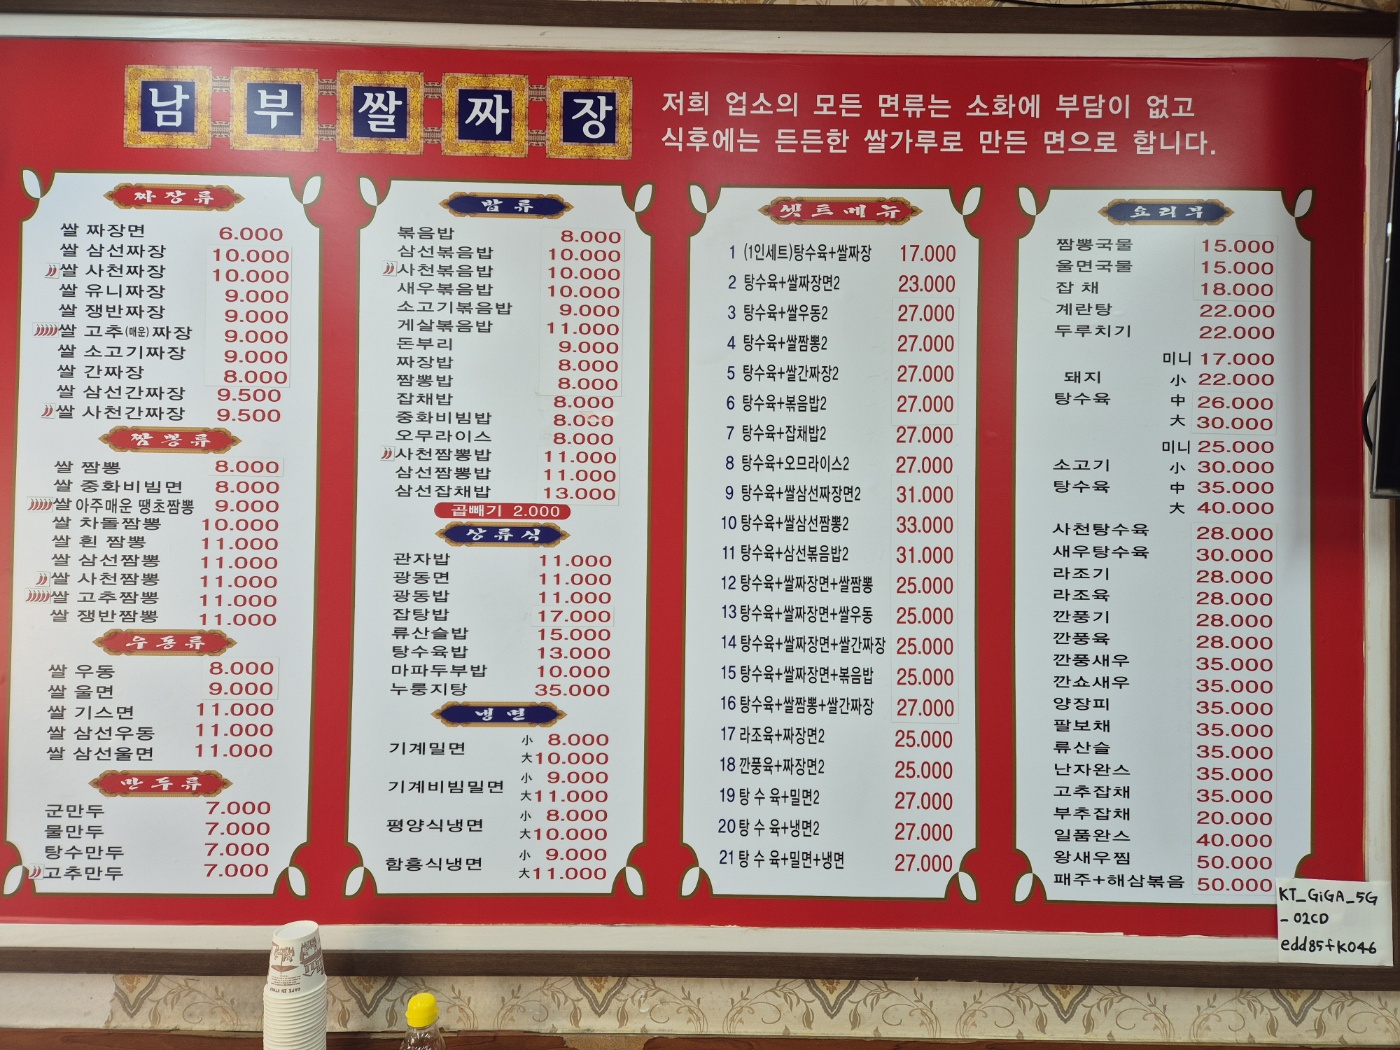 남부쌀짜장
저희 업소의 모든 면류는 소화에 부담이 없고
식후에는 든든한 쌀가루로 만든 면으로 합니다.
짜장류
쌀 짜장면 6.000
쌀 삼선짜장 10.000
쌀 사천짜장 10.000
쌀 유니짜장 9.000
쌀 쟁반짜장 9.000
쌀 고추(매운)짜장 9.000
쌀 소고기짜장 9.000
쌀 간짜장 8.000
쌀 삼선간짜장 9.500
쌀 사천간짜장 9.500
짬뽕류
쌀 짬뽕 8.000
쌀 중화비빔면 8.000
쌀 아주매운 땡초짬뽕 9.000
쌀 차돌짬뽕 10.000
쌀 흰 짬뽕 11.000
쌀 삼선짬뽕 11.000
쌀 사천짬뽕 11.000
쌀 고추짬뽕 11.000
쌀 쟁반짬뽕 11.000
우동류
쌀 우동 8.000
쌀 울면 9.000
쌀 기스면 11.000
쌀 삼선우동 11.000
쌀 삼선울면 11.000
만두류
군만두 7.000
물만두 7.000
탕수만두 7.000
고추만두 7.000
밥류
볶음밥 8.000
삼선볶음밥 10.000
사천볶음밥 10.000
새우볶음밥 10.000
소고기볶음밥 9.000
게살볶음밥 11.000
돈부리 9.000
짜장밥 8.000
짬뽕밥 8.000
잡채밥 8.000
중화비빔밥 8.000
오무라이스 8.000
사천짬뽕밥 11.000
삼선짬뽕밥 11.000
삼선잡채밥 13.000
곱빼기 2.000
상류식
관자밥 11.000
광동면 11.000
광동밥 11.000
잡탕밥 17.000
류산슬밥 15.000
탕수육밥 13.000
마파두부밥 10.000
누룽지탕 35.000
냉면
기계밀면 小 8.000
大 10.000
기계비빔밀면 小 9.000
大 11.000
평양식냉면 小 8.000
大 10.000
함흥식냉면 小 9.000
大 11.000
셋트메뉴
1 (1인세트)탕수육+쌀짜장 17.000
2 탕수육+쌀짜장면2 23.000
3 탕수육+쌀우동2 27.000
4 탕수육+쌀짬뽕2 27.000
5 탕수육+쌀간짜장2 27.000
6 탕수육+볶음밥2 27.000
7 탕수육+잡채밥2 27.000
8 탕수육+오므라이스2 27.000
9 탕수육+쌀삼선짜장면2 31.000
10 탕수육+쌀삼선짬뽕2 33.000
11 탕수육+삼선볶음밥2 31.000
12 탕수육+쌀짜장면+쌀짬뽕 25.000
13 탕수육+쌀짜장면+쌀우동 25.000
14 탕수육+쌀짜장면+쌀간짜장 25.000
15 탕수육+쌀짜장면+볶음밥 25.000
16 탕수육+쌀짬뽕+쌀간짜장 27.000
17 라조육+짜장면2 25.000
18 깐풍육+짜장면2 25.000
19 탕 수 육+밀면2 27.000
20 탕 수 육+냉면2 27.000
21 탕 수 육+밀면+냉면 27.000
요리부
짬뽕국물 15.000
울면국물 15.000
잡 채 18.000
계란탕 22.000
두루치기 22.000
미니 17.000
돼지 小 22.000
탕수육 中 26.000
大 30.000
미니 25.000
소고기 小 30.000
탕수육 中 35.000
大 40.000
사천탕수육 28.000
새우탕수육 30.000
라조기 28.000
라조육 28.000
깐풍기 28.000
깐풍육 28.000
깐풍새우 35.000
깐쇼새우 35.000
양장피 35.000
팔보채 35.000
류산슬 35.000
난자완스 35.000
고추잡채 35.000
부추잡채 20.000
일품완스 40.000
왕새우찜 50.000
패주+해삼볶음 50.000
KT_GiGA_5G
- 02CD
edd85fk046